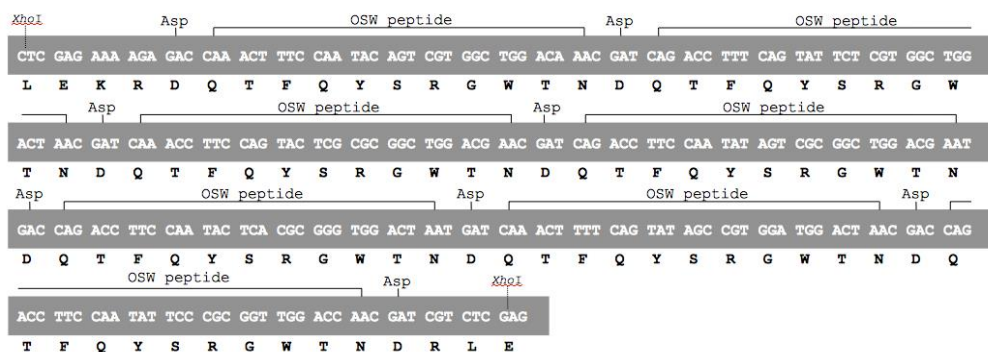 XhoI Asp OSW peptide Asp OSW peptide
CTC GAG AAA AGA GAC CAA ACT TTC CAA TAC AGT CGT GGC TGG ACA AAC GAT CAG ACC TTT CAG TAT TCT CGT GGC TGG
L E K R D Q T F Q Y S R G W T N D Q T F Q Y S R G W
Asp OSW peptide Asp OSW peptide
ACT AAC GAT CAA ACC TTC CAG TAC TCG CGC GGC TGG ACG AAC GAT CAG ACC TTC CAA TAT AGT CGC GGC TGG ACG AAT
T N D Q T F Q Y S R G W T N D Q T F Q Y S R G W T N
Asp OSW peptide Asp OSW peptide Asp
GAC CAG ACC TTC CAA TAC TCA CGC GGG TGG ACT AAT GAT CAA ACT TTT CAG TAT AGC CGT GGA TGG ACT AAC GAC CAG
D Q T F Q Y S R G W T N D Q T F Q Y S R G W T N D Q
OSW peptide Asp XhoI
ACC TTC CAA TAT TCC CGC GGT TGG ACC AAC GAT CGT CTC GAG
T F Q Y S R G W T N D R L E